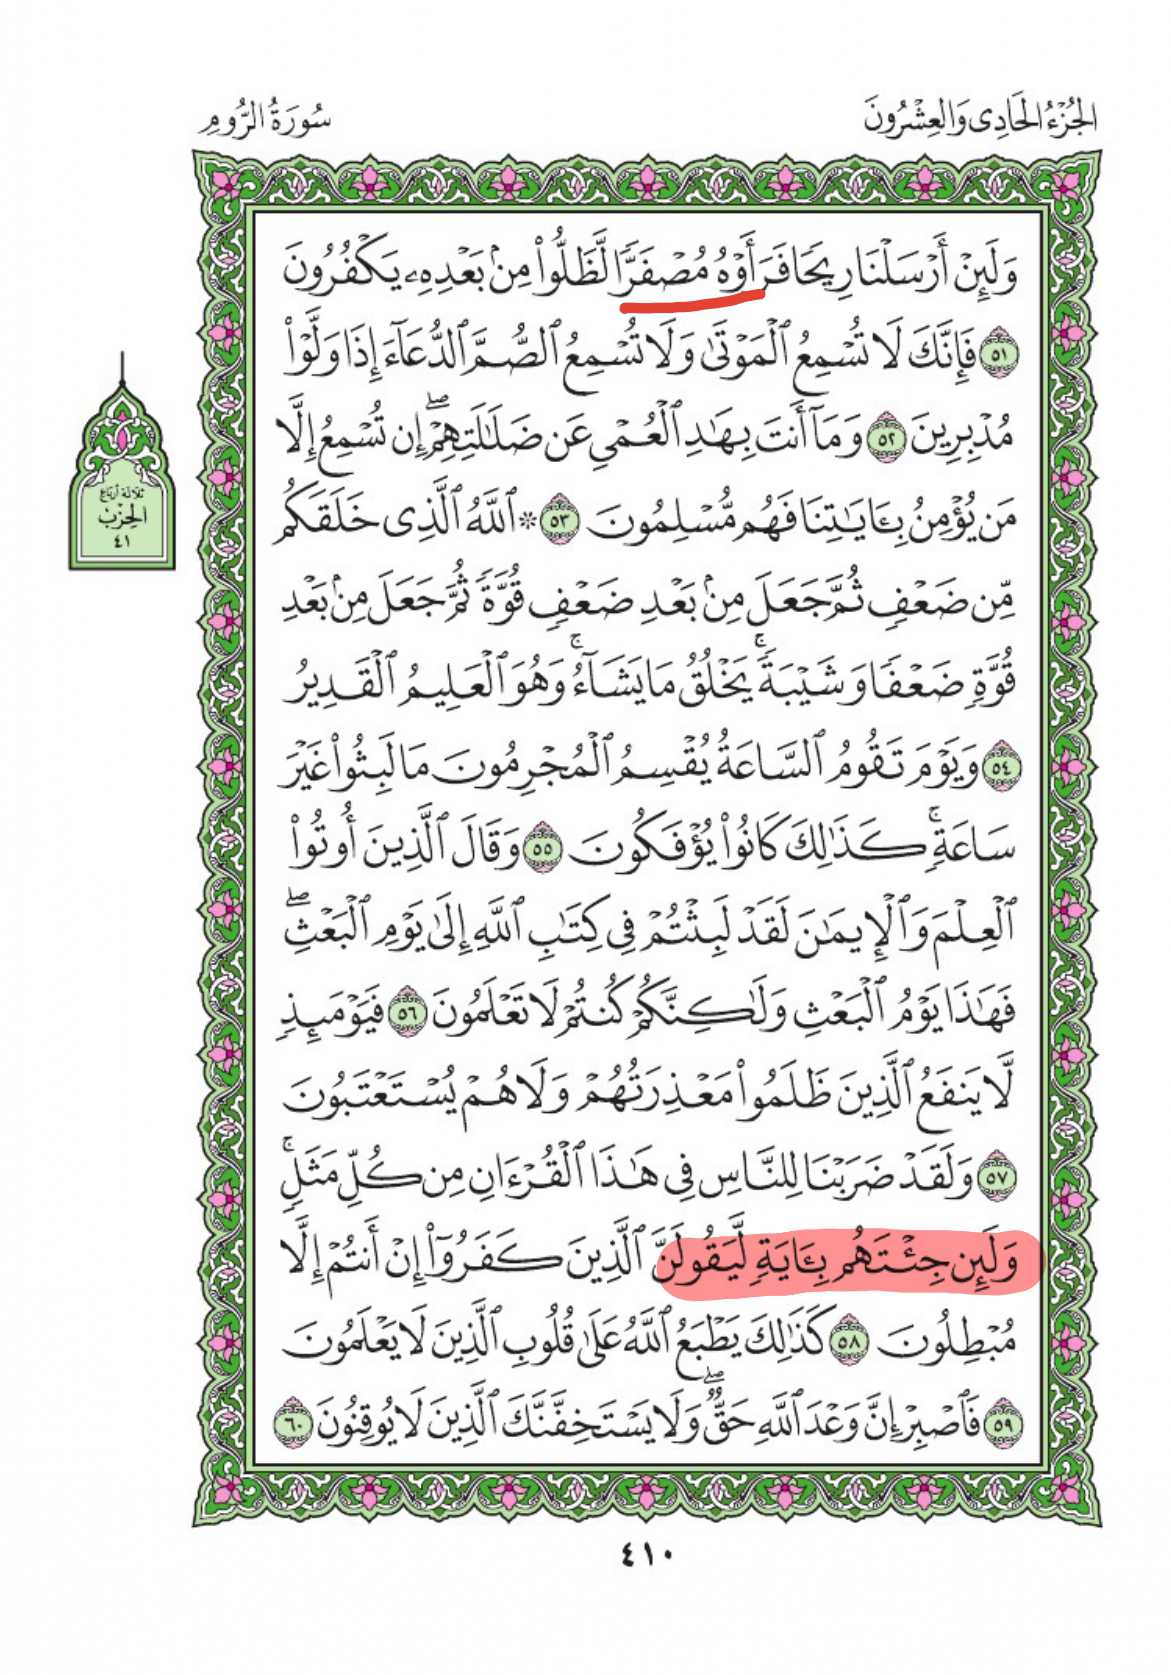 الجُزْءُ الحَادِى وَالعِشْرُونَ
سُورَةُ الرُّومِ
وَلَئِنْ أَرْسَلْنَا رِيحًا فَرَأَوْهُ مُصْفَرًّا لَّظَلُّوا۟ مِنۢ بَعْدِهِۦ يَكْفُرُونَ
٥١ فَإِنَّكَ لَا تُسْمِعُ ٱلْمَوْتَىٰ وَلَا تُسْمِعُ ٱلصُّمَّ ٱلدُّعَآءَ إِذَا وَلَّوْا۟
مُدْبِرِينَ ٥٢ وَمَآ أَنتَ بِهَٰدِ ٱلْعُمْىِ عَن ضَلَٰلَتِهِمْ ۖ إِن تُسْمِعُ إِلَّا
مَن يُؤْمِنُ بِـَٔايَٰتِنَا فَهُم مُّسْلِمُونَ ٥٣ ۞ ٱللَّهُ ٱلَّذِى خَلَقَكُم
مِّن ضَعْفٍ ثُمَّ جَعَلَ مِنۢ بَعْدِ ضَعْفٍ قُوَّةً ثُمَّ جَعَلَ مِنۢ بَعْدِ
قُوَّةٍ ضَعْفًا وَشَيْبَةً ۚ يَخْلُقُ مَا يَشَآءُ ۚ وَهُوَ ٱلْعَلِيمُ ٱلْقَدِيرُ
٥٤ وَيَوْمَ تَقُومُ ٱلسَّاعَةُ يُقْسِمُ ٱلْمُجْرِمُونَ مَا لَبِثُوا۟ غَيْرَ
سَاعَةٍ ۚ كَذَٰلِكَ كَانُوا۟ يُؤْفَكُونَ ٥٥ وَقَالَ ٱلَّذِينَ أُوتُوا۟
ٱلْعِلْمَ وَٱلْإِيمَٰنَ لَقَدْ لَبِثْتُمْ فِى كِتَٰبِ ٱللَّهِ إِلَىٰ يَوْمِ ٱلْبَعْثِ ۖ
فَهَٰذَا يَوْمُ ٱلْبَعْثِ وَلَٰكِنَّكُمْ كُنتُمْ لَا تَعْلَمُونَ ٥٦ فَيَوْمَئِذٍ
لَّا يَنفَعُ ٱلَّذِينَ ظَلَمُوا۟ مَعْذِرَتُهُمْ وَلَا هُمْ يُسْتَعْتَبُونَ
٥٧ وَلَقَدْ ضَرَبْنَا لِلنَّاسِ فِى هَٰذَا ٱلْقُرْءَانِ مِن كُلِّ مَثَلٍ ۚ
وَلَئِن جِئْتَهُم بِـَٔايَةٍ لَّيَقُولَنَّ ٱلَّذِينَ كَفَرُوٓا۟ إِنْ أَنتُمْ إِلَّا
مُبْطِلُونَ ٥٨ كَذَٰلِكَ يَطْبَعُ ٱللَّهُ عَلَىٰ قُلُوبِ ٱلَّذِينَ لَا يَعْلَمُونَ
٥٩ فَٱصْبِرْ إِنَّ وَعْدَ ٱللَّهِ حَقٌّ ۖ وَلَا يَسْتَخِفَّنَّكَ ٱلَّذِينَ لَا يُوقِنُونَ ٦٠
ثلاثة أرباع
الحِزْب
٤١
٤١٠